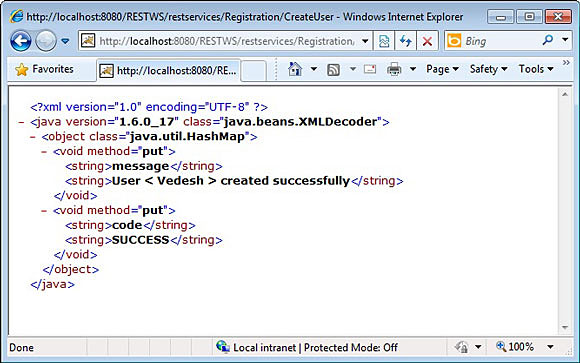 http://localhost:8080/RESTWS/restservices/Registration/CreateUser - Windows Internet Explorer
http://localhost:8080/RESTWS/restservices/Registration, Bing
Favorites http://localhost:8080/RE... Page Safety Tools
<?xml version="1.0" encoding="UTF-8" ?>
- <java version="1.6.0_17" class="java.beans.XMLDecoder">
- <object class="java.util.HashMap">
- <void method="put">
<string>message</string>
<string>User < Vedesh > created successfully</string>
</void>
- <void method="put">
<string>code</string>
<string>SUCCESS</string>
</void>
</object>
</java>
Done Local intranet | Protected Mode: Off 100%